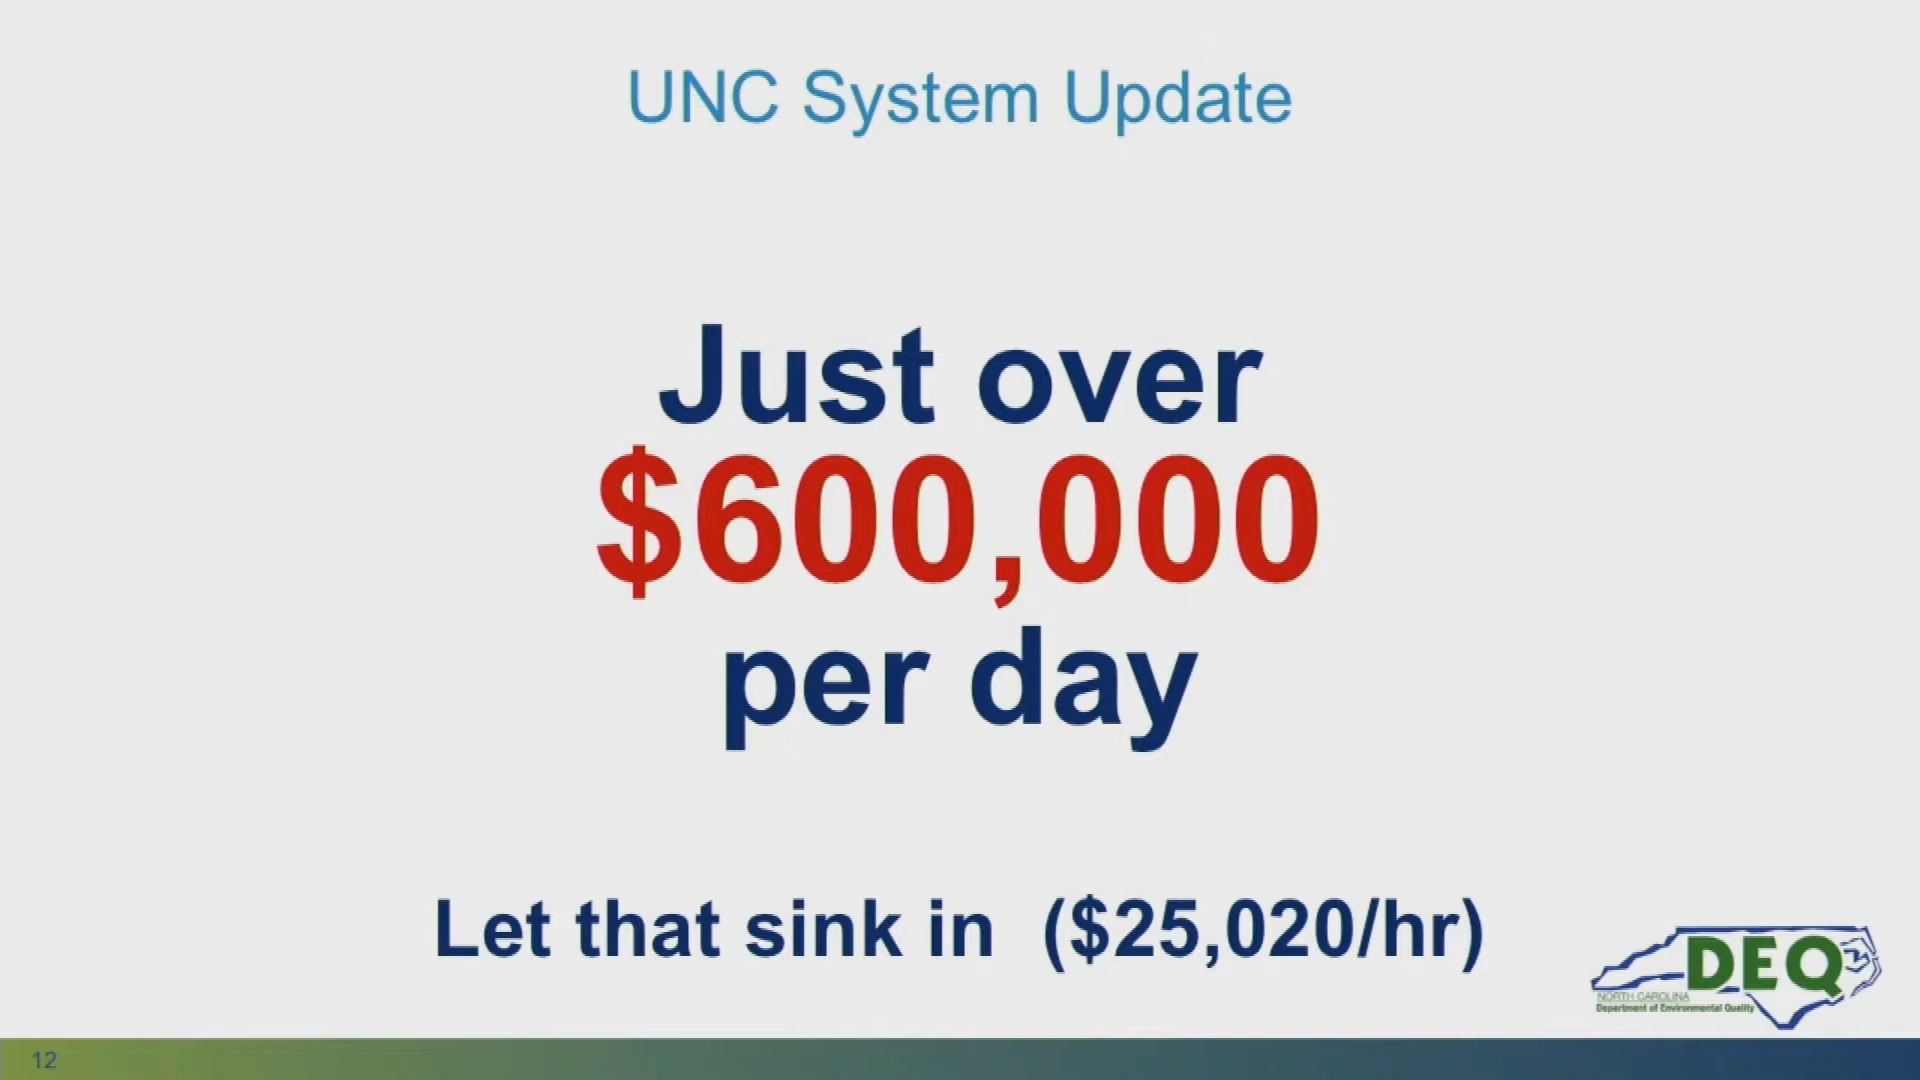 UNC System Update
Just over
$600,000
per day
Let that sink in ($25,020/hr)
DEQ
NORTH CAROLINA
Department of Environmental Quality
12